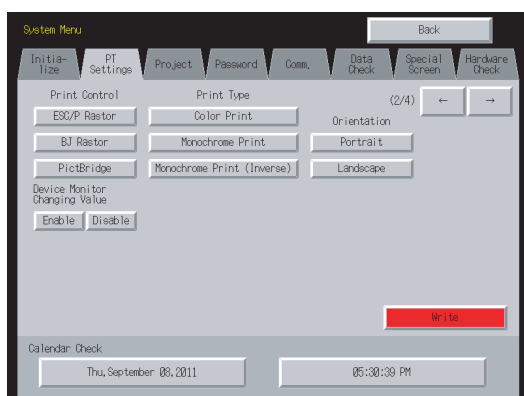 System Menu
Back
Initia-
lize
PT
Settings
Project
Password
Comm.
Data
Check
Special
Screen
Hardware
Check
Print Control
Print Type
(2/4)
←
→
ESC/P Rastor
Color Print
Orientation
BJ Rastor
Monochrome Print
Portrait
PictBridge
Monochrome Print (Inverse)
Landscape
Device Monitor
Changing Value
Enable
Disable
Write
Calendar Check
Thu,September 08,2011
05:30:39 PM